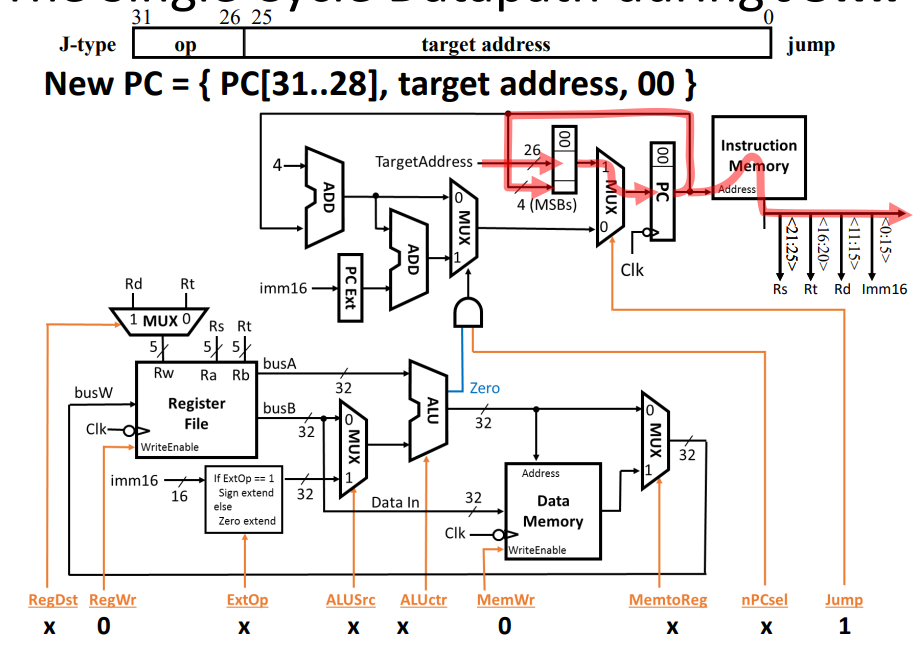 The Single Cycle Datapath during
31 26 25 0
J-type op target address jump
New PC = { PC[31..28], target address, 00 }
TargetAddress
26
4 (MSBs)
00
1
MUX
0
00
PC
Clk
Instruction
Memory
Address
<21:25>
<16:20>
<11:15>
<0:15>
Rs Rt Rd Imm16
4
ADD
ADD
0
MUX
1
imm16
PC Ext
Rd Rt
1 MUX 0
Rs Rt
5 5 5
Rw Ra Rb
busW
Register
File
Clk
WriteEnable
busA
32
busB
32
0
MUX
1
ALU
Zero
32
imm16
16
If ExtOp == 1
Sign extend
else
Zero extend
32
Data In
32
Address
Data
Memory
Clk
WriteEnable
0
MUX
1
32
RegDst RegWr ExtOp ALUSrc ALUctr MemWr MemtoReg nPCsel Jump
x 0 x x x 0 x x 1